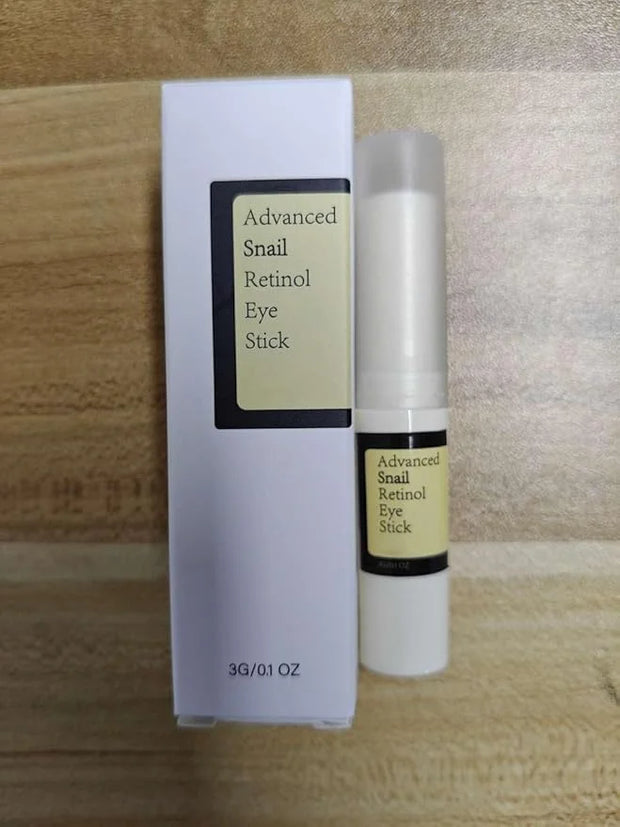 Advanced
Snail
Retinol
Eye
Stick
3G/0.1 OZ
Advanced
Snail
Retinol
Eye
Stick